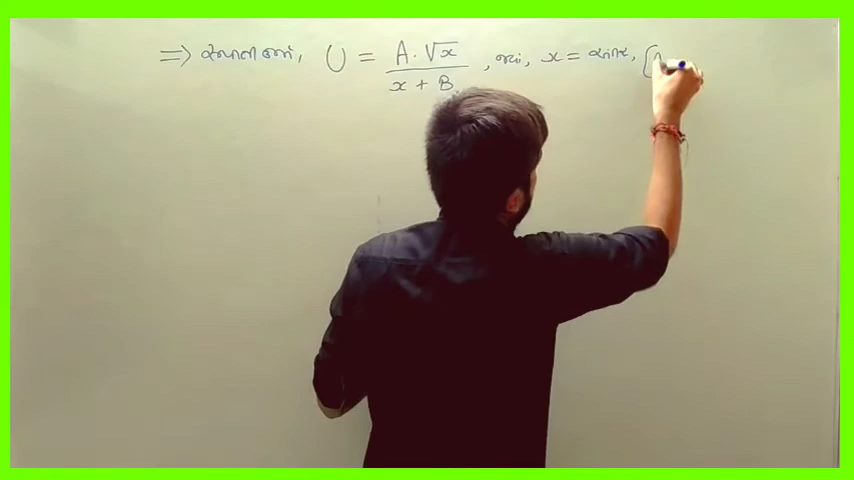 ⇒ સમીકરણમાં, U = A·√x / x + B, જ્યાં, x = અંતર, [